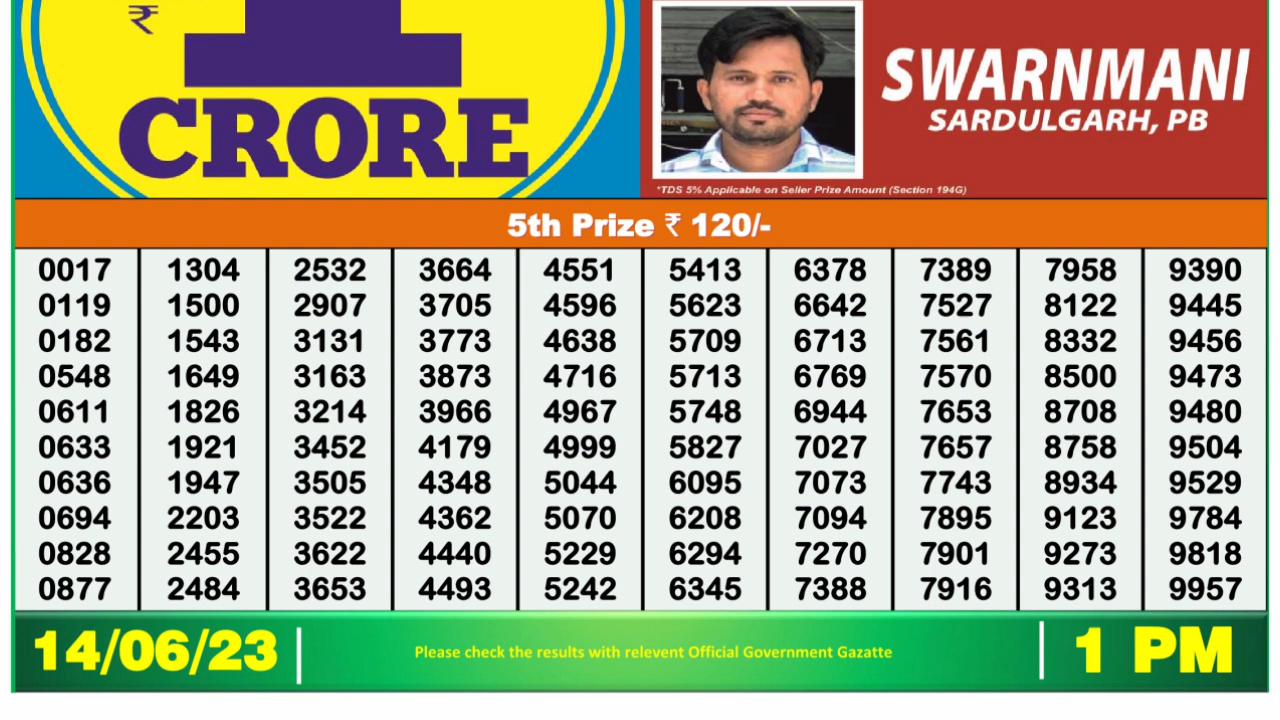 ₹
CRORE
SWARNMANI
SARDULGARH, PB
*TDS 5% Applicable on Seller Prize Amount (Section 194G)
5th Prize ₹ 120/-
0017 1304 2532 3664 4551 5413 6378 7389 7958 9390
0119 1500 2907 3705 4596 5623 6642 7527 8122 9445
0182 1543 3131 3773 4638 5709 6713 7561 8332 9456
0548 1649 3163 3873 4716 5713 6769 7570 8500 9473
0611 1826 3214 3966 4967 5748 6944 7653 8708 9480
0633 1921 3452 4179 4999 5827 7027 7657 8758 9504
0636 1947 3505 4348 5044 6095 7073 7743 8934 9529
0694 2203 3522 4362 5070 6208 7094 7895 9123 9784
0828 2455 3622 4440 5229 6294 7270 7901 9273 9818
0877 2484 3653 4493 5242 6345 7388 7916 9313 9957
14/06/23
Please check the results with relevent Official Government Gazatte
1 PM